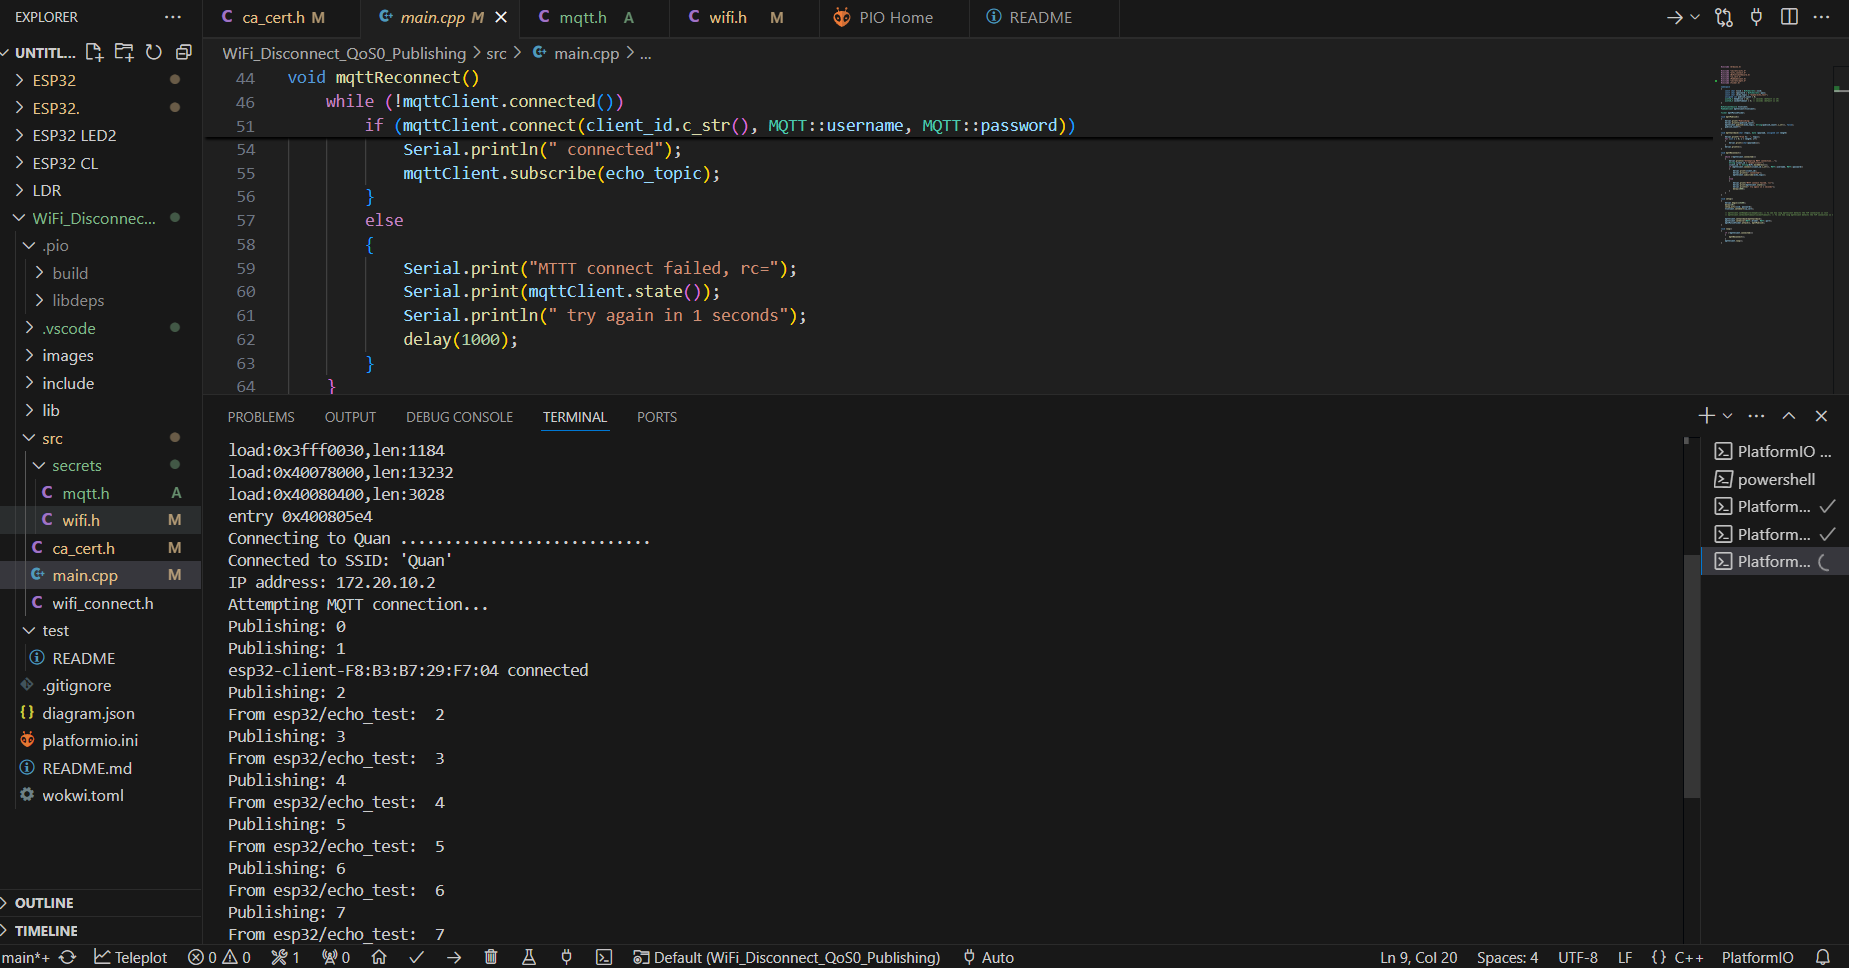 EXPLORER ···
ca_cert.h M
main.cpp M
mqtt.h A
wifi.h M
PIO Home
README
UNTITL...
WiFi_Disconnect_QoS0_Publishing > src > main.cpp > ...
ESP32
ESP32.
ESP32 LED2
ESP32 CL
LDR
WiFi_Disconnec...
.pio
build
libdeps
.vscode
images
include
lib
src
secrets
mqtt.h A
wifi.h M
ca_cert.h M
main.cpp M
wifi_connect.h
test
README
.gitignore
diagram.json
platformio.ini
README.md
wokwi.toml
OUTLINE
TIMELINE
44 void mqttReconnect()
46 while (!mqttClient.connected())
51 if (mqttClient.connect(client_id.c_str(), MQTT::username, MQTT::password))
54 Serial.println(" connected");
55 mqttClient.subscribe(echo_topic);
56 }
57 else
58 {
59 Serial.print("MTTT connect failed, rc=");
60 Serial.print(mqttClient.state());
61 Serial.println(" try again in 1 seconds");
62 delay(1000);
63 }
64 }
PROBLEMS OUTPUT DEBUG CONSOLE TERMINAL PORTS
load:0x3fff0030,len:1184
load:0x40078000,len:13232
load:0x40080400,len:3028
entry 0x400805e4
Connecting to Quan ............................
Connected to SSID: 'Quan'
IP address: 172.20.10.2
Attempting MQTT connection...
Publishing: 0
Publishing: 1
esp32-client-F8:B3:B7:29:F7:04 connected
Publishing: 2
From esp32/echo_test: 2
Publishing: 3
From esp32/echo_test: 3
Publishing: 4
From esp32/echo_test: 4
Publishing: 5
From esp32/echo_test: 5
Publishing: 6
From esp32/echo_test: 6
Publishing: 7
From esp32/echo_test: 7
PlatformIO ...
powershell
Platform...
Platform...
Platform...
main*+ Teleplot 0 0 1 0 Default (WiFi_Disconnect_QoS0_Publishing) Auto Ln 9, Col 20 Spaces: 4 UTF-8 LF {} C++ PlatformIO